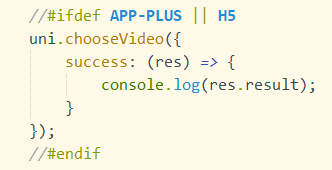 //#ifdef APP-PLUS || H5
uni.chooseVideo({
    success: (res) => {
        console.log(res.result);
    }
});
//#endif